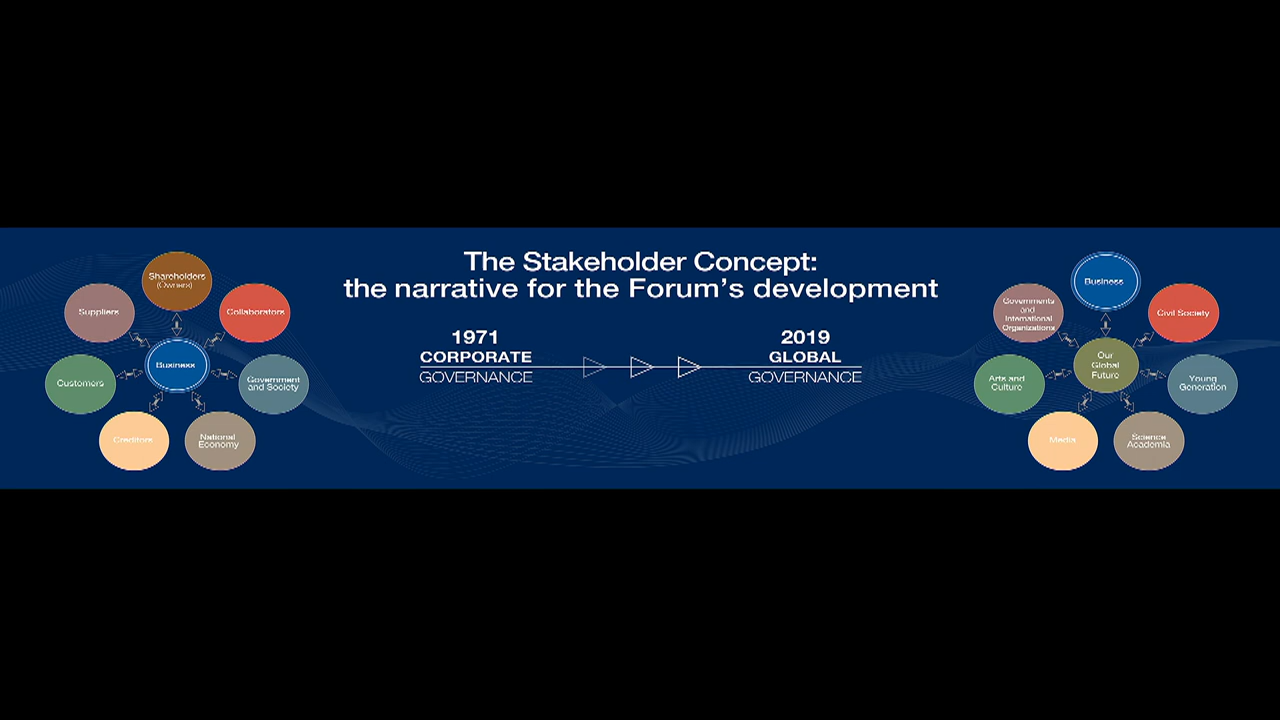 The Stakeholder Concept:
the narrative for the Forum's development
Shareholders
(Owners)
Suppliers
Collaborators
Business
Customers
Government
and Society
Creditors
National
Economy
1971
CORPORATE
GOVERNANCE
2019
GLOBAL
GOVERNANCE
Business
Governments
and
International
Organizations
Civil Society
Our
Global
Future
Arts and
Culture
Young
Generation
Media
Science
Academia